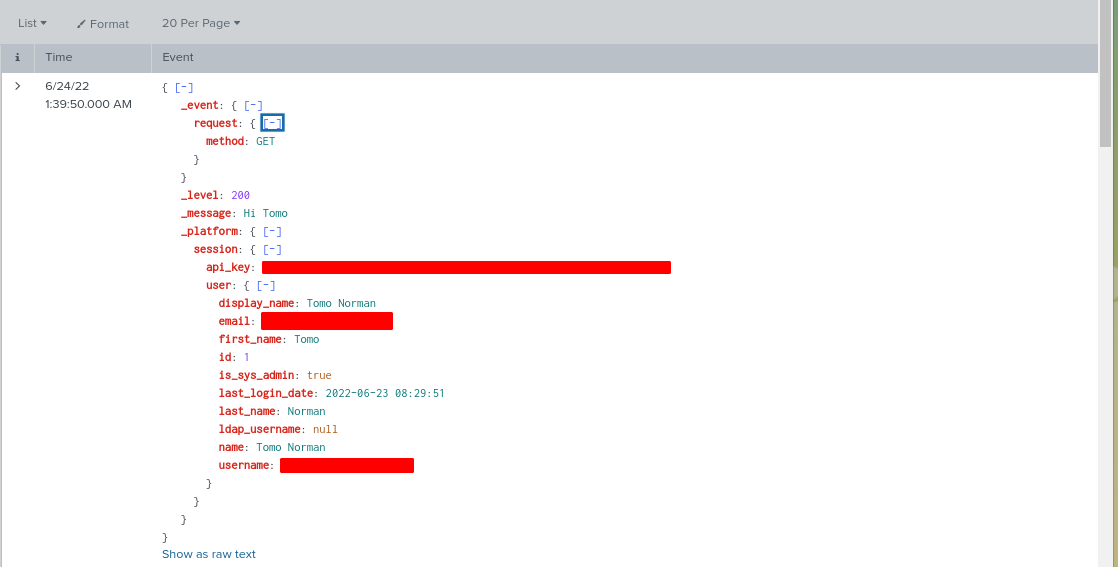 List Format 20 Per Page
i Time Event
6/24/22 { [-]
1:39:50.000 AM _event: { [-]
request: { [-]
method: GET
}
}
_level: 200
_message: Hi Tomo
_platform: { [-]
session: { [-]
api_key:
user: { [-]
display_name: Tomo Norman
email:
first_name: Tomo
id: 1
is_sys_admin: true
last_login_date: 2022-06-23 08:29:51
last_name: Norman
ldap_username: null
name: Tomo Norman
username:
}
}
}
}
Show as raw text